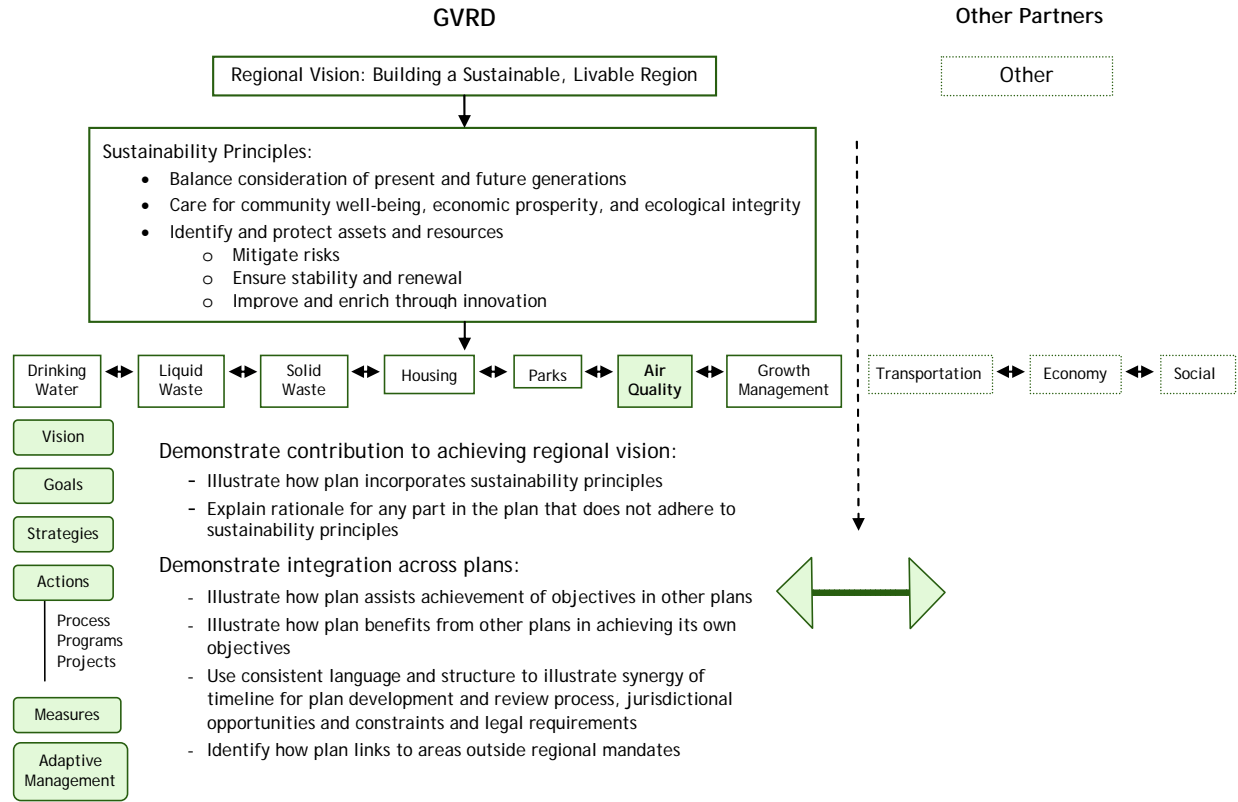 GVRD
Other Partners
Regional Vision: Building a Sustainable, Livable Region
Other
Sustainability Principles:
• Balance consideration of present and future generations
• Care for community well-being, economic prosperity, and ecological integrity
• Identify and protect assets and resources
o Mitigate risks
o Ensure stability and renewal
o Improve and enrich through innovation
Drinking
Water
Liquid
Waste
Solid
Waste
Housing
Parks
Air
Quality
Growth
Management
Transportation
Economy
Social
Vision
Goals
Strategies
Actions
Process
Programs
Projects
Measures
Adaptive
Management
Demonstrate contribution to achieving regional vision:
- Illustrate how plan incorporates sustainability principles
- Explain rationale for any part in the plan that does not adhere to
sustainability principles
Demonstrate integration across plans:
- Illustrate how plan assists achievement of objectives in other plans
- Illustrate how plan benefits from other plans in achieving its own
objectives
- Use consistent language and structure to illustrate synergy of
timeline for plan development and review process, jurisdictional
opportunities and constraints and legal requirements
- Identify how plan links to areas outside regional mandates